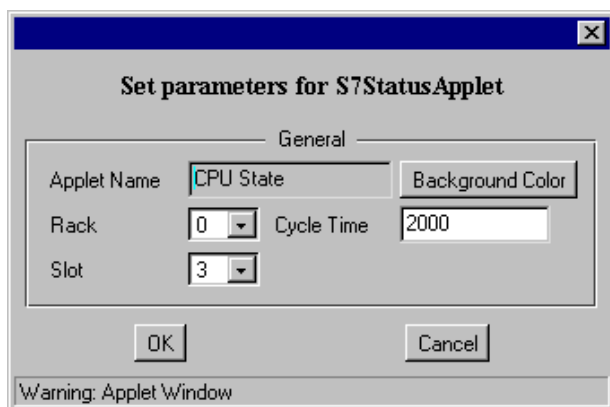 Set parameters for S7StatusApplet
General
Applet Name CPU State Background Color
Rack 0 Cycle Time 2000
Slot 3
OK Cancel
Warning: Applet Window